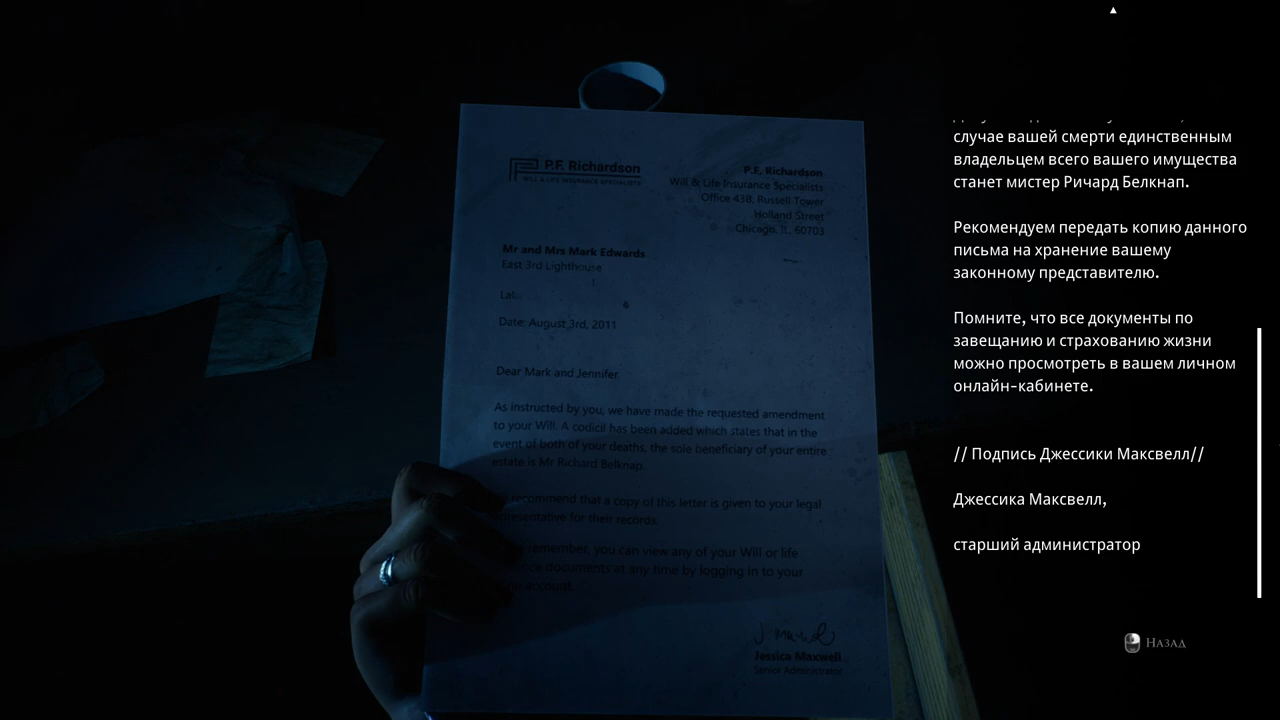 P.F. Richardson
WILL & LIFE INSURANCE SPECIALISTS
P.F. Richardson
Will & Life Insurance Specialists
Office 43B, Russell Tower
Holland Street
Chicago, IL, 60703
Mr and Mrs Mark Edwards
East 3rd Lighthouse
Date: August 3rd, 2011
Dear Mark and Jennifer
As instructed by you, we have made the requested amendment
to your Will. A codicil has been added which states that in the
event of both of your deaths, the sole beneficiary of your entire
estate is Mr Richard Belknap.
recommend that a copy of this letter is given to your legal
for their records.
remember, you can view any of your Will or life
documents at any time by logging in to your
account.
Jessica Maxwell
Senior Administrator
случае вашей смерти единственным
владельцем всего вашего имущества
станет мистер Ричард Белкнап.
Рекомендуем передать копию данного
письма на хранение вашему
законному представителю.
Помните, что все документы по
завещанию и страхованию жизни
можно просмотреть в вашем личном
онлайн-кабинете.
// Подпись Джессики Максвелл//
Джессика Максвелл,
старший администратор
Назад